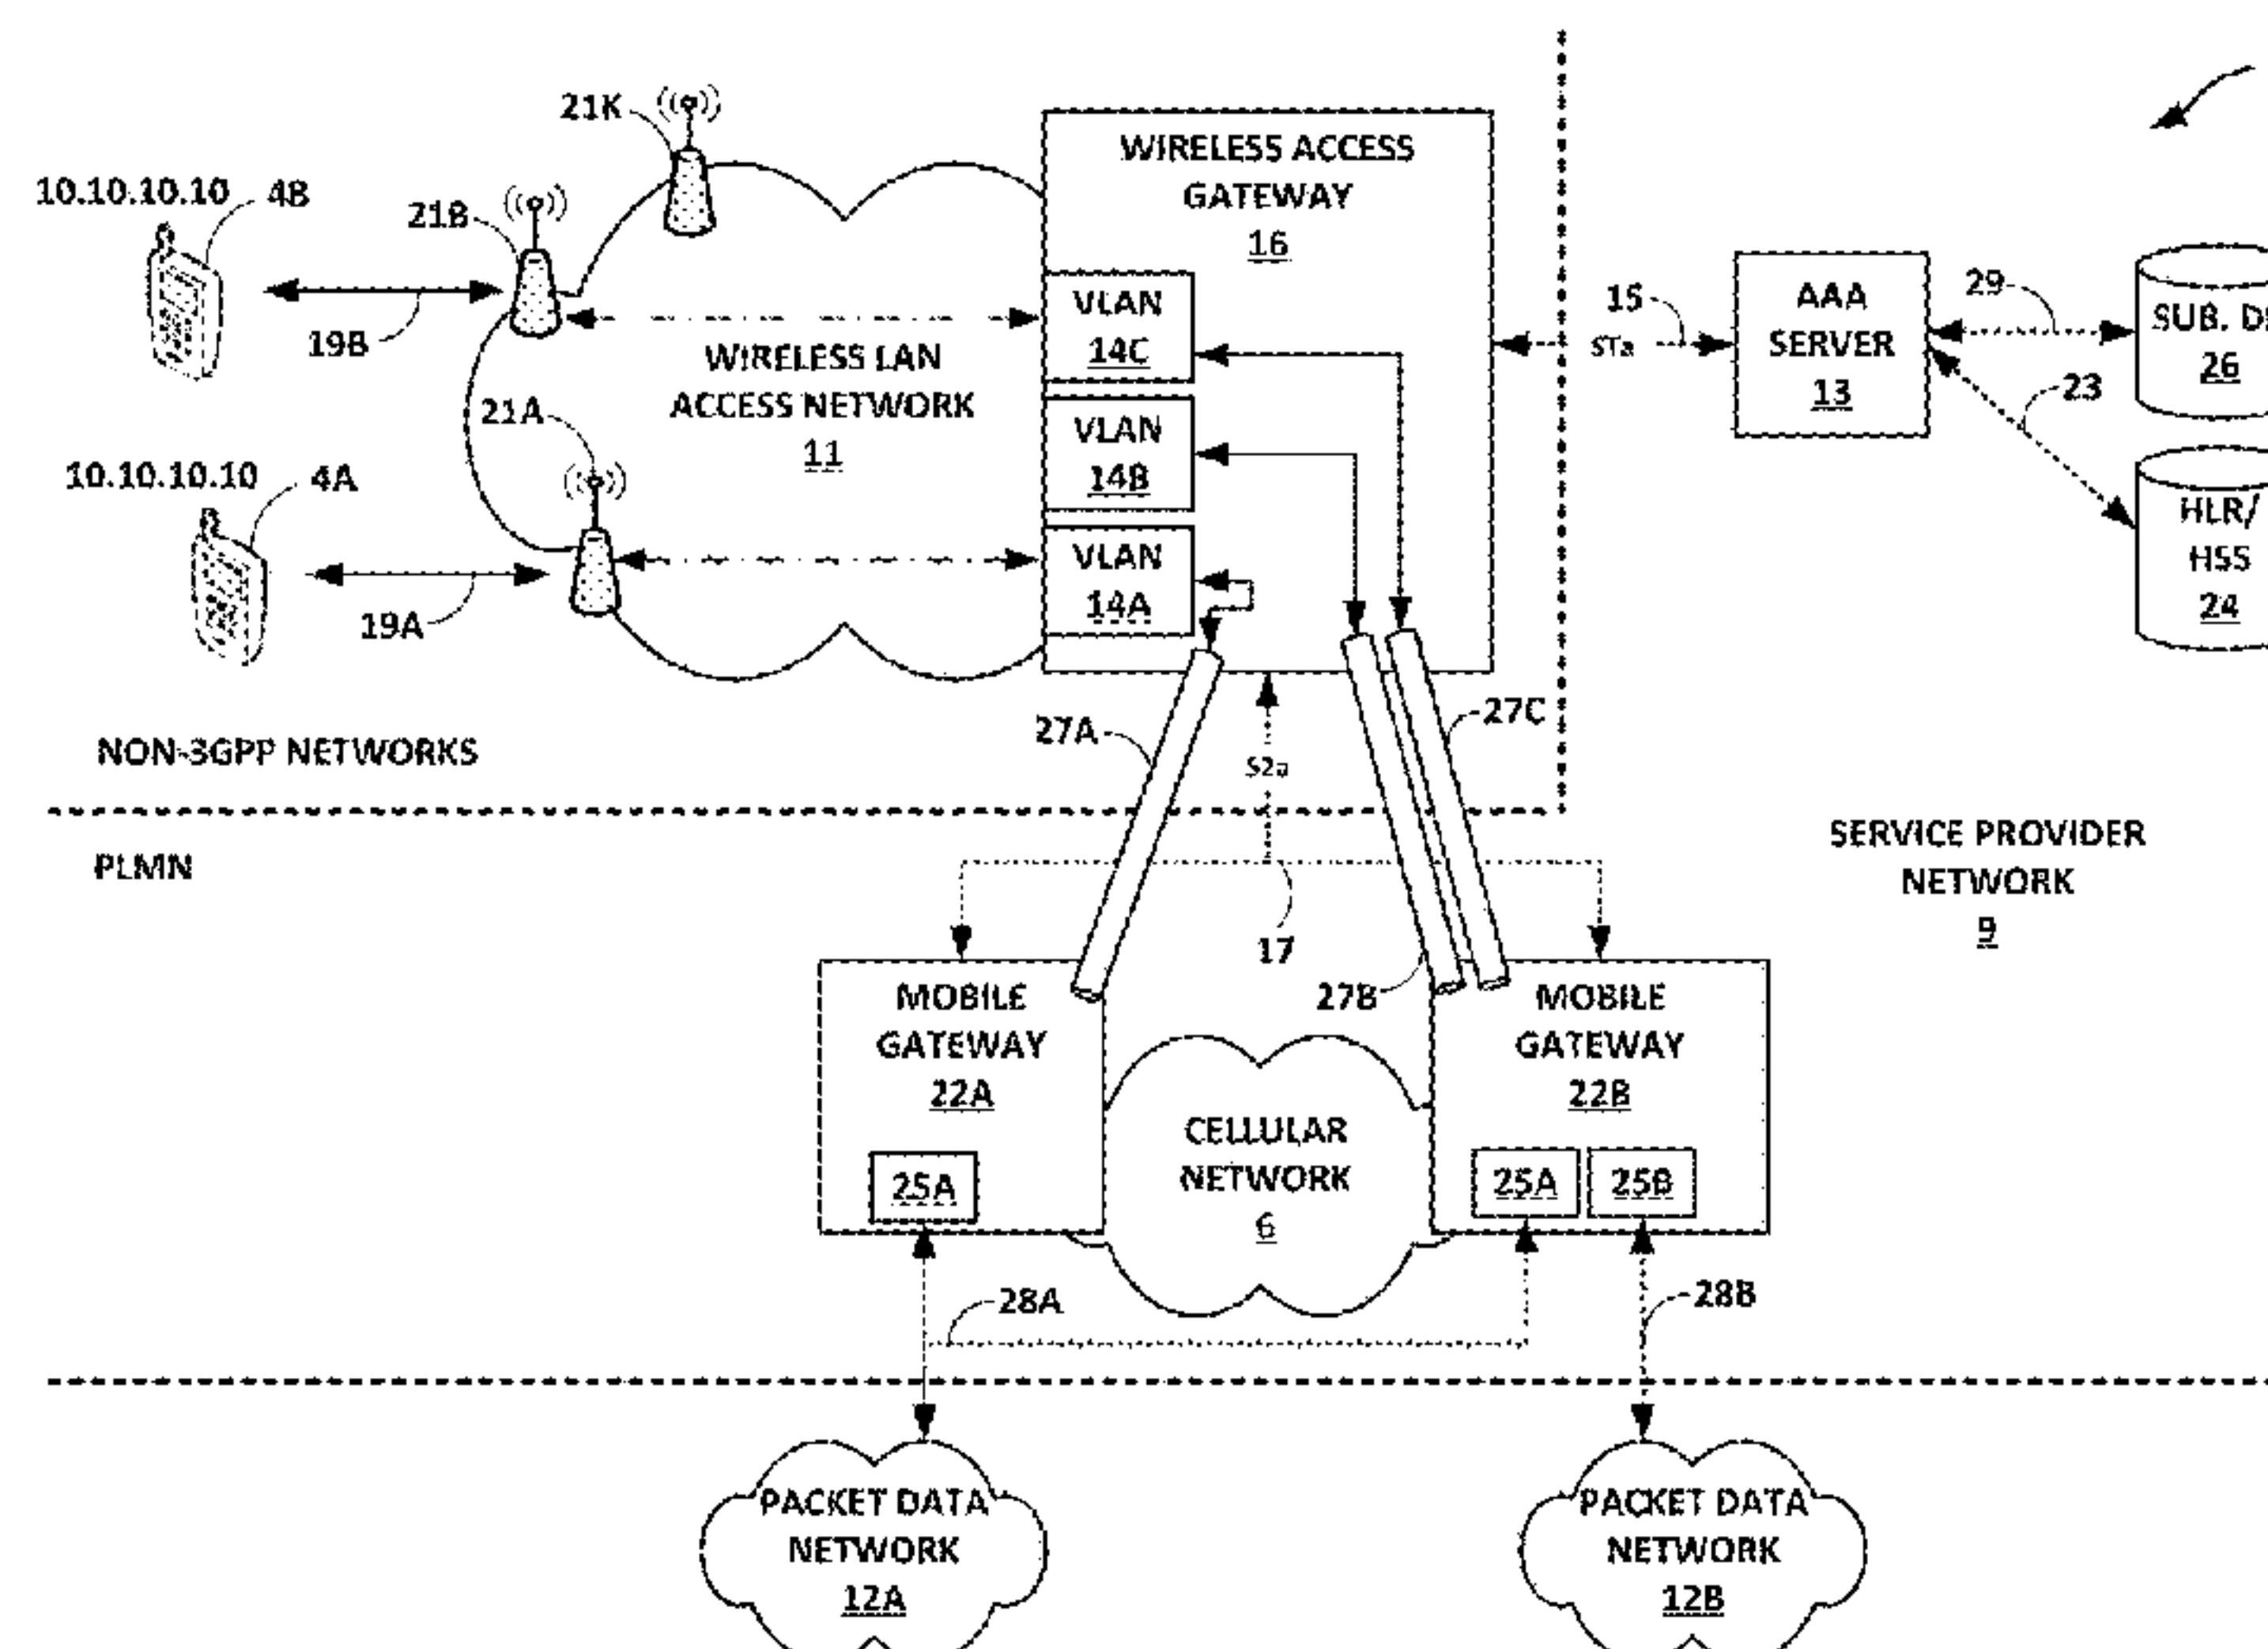 21K
WIRELESS ACCESS
GATEWAY
16
10.10.10.10
4B
21B
19B
VLAN
14C
WIRELESS LAN
ACCESS NETWORK
11
21A
VLAN
14B
10.10.10.10
4A
VLAN
14A
19A
15
STa
AAA
SERVER
13
29
SUB.
26
23
HLR/
HSS
24
27A
S2a
27C
NON-3GPP NETWORKS
PLMN
SERVICE PROVIDER
NETWORK
9
17
27B
MOBILE
GATEWAY
22A
25A
MOBILE
GATEWAY
22B
25A
25B
CELLULAR
NETWORK
6
28A
28B
PACKET DATA
NETWORK
12A
PACKET DATA
NETWORK
12B